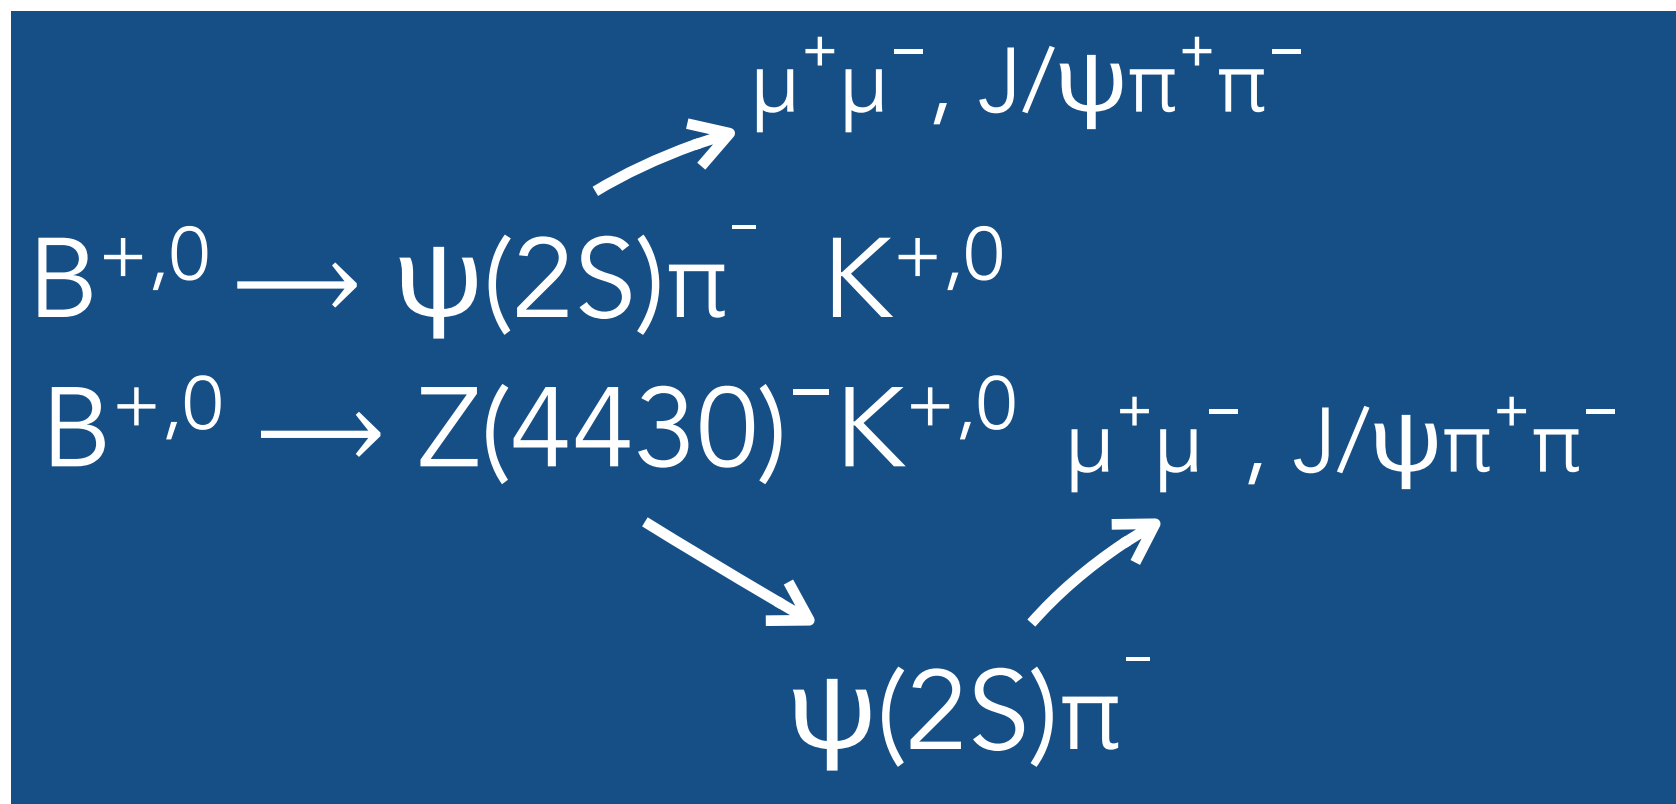 μ⁺μ⁻, J/ψπ⁺π⁻
B⁺,⁰ ⟶ ψ(2S)π⁻ K⁺,⁰
B⁺,⁰ ⟶ Z(4430)⁻K⁺,⁰
μ⁺μ⁻, J/ψπ⁺π⁻
ψ(2S)π⁻